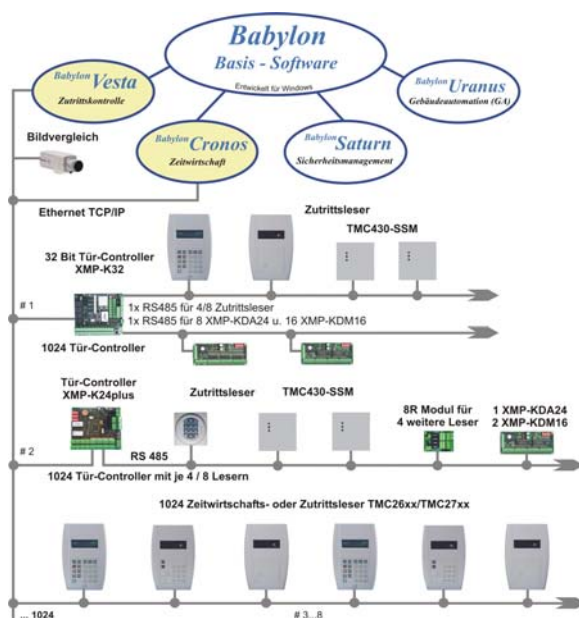 Babylon
Basis - Software
Entwickelt für Windows
Babylon Vesta
Zutrittskontrolle
Babylon Uranus
Gebäudeautomation (GA)
Babylon Cronos
Zeitwirtschaft
Babylon Saturn
Sicherheitsmanagement
Bildvergleich
Ethernet TCP/IP
Zutrittsleser
32 Bit Tür-Controller
XMP-K32
TMC430-SSM
# 1
1x RS485 für 4/8 Zutrittsleser
1x RS485 für 8 XMP-KDA24 u. 16 XMP-KDM16
1024 Tür-Controller
Tür-Controller
XMP-K24plus
Zutrittsleser
TMC430-SSM
8R Modul für
4 weitere Leser
1 XMP-KDA24
2 XMP-KDM16
# 2
RS 485
1024 Tür-Controller mit je 4 / 8 Lesern
1024 Zeitwirtschafts- oder Zutrittsleser TMC26xx/TMC27xx
... 1024
# 3...8